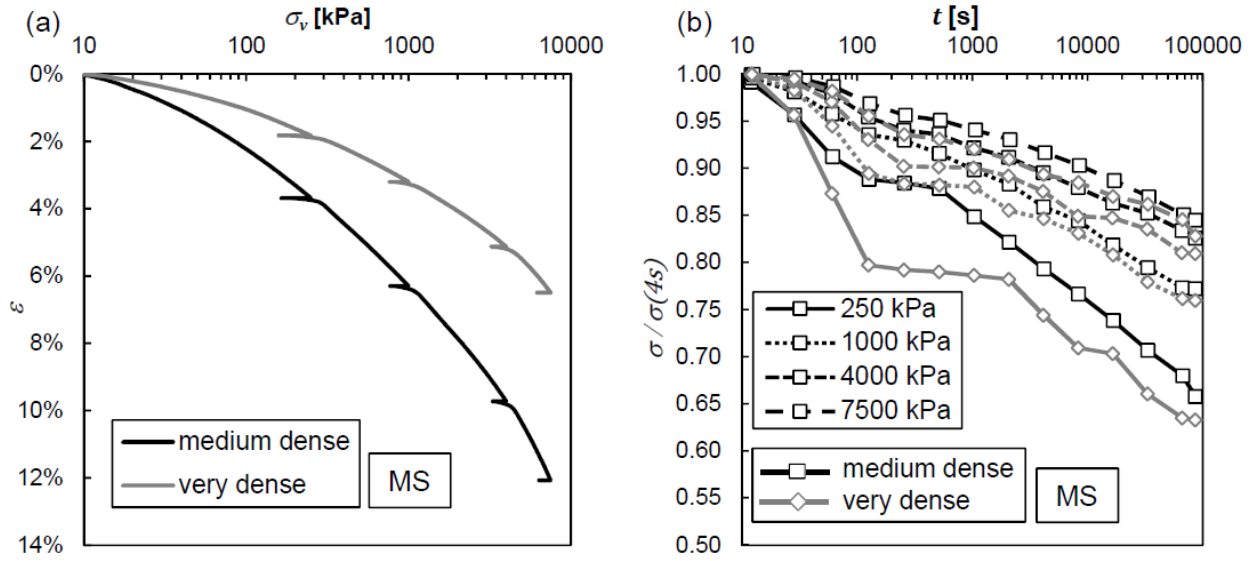 (a)
σv [kPa]
10 100 1000 10000
0%
2%
4%
6%
8%
10%
12%
14%
ε
medium dense
very dense
MS
(b)
t [s]
10 100 1000 10000 100000
1.00
0.95
0.90
0.85
0.80
0.75
0.70
0.65
0.60
0.55
0.50
σ / σ(4s)
250 kPa
1000 kPa
4000 kPa
7500 kPa
medium dense
very dense
MS